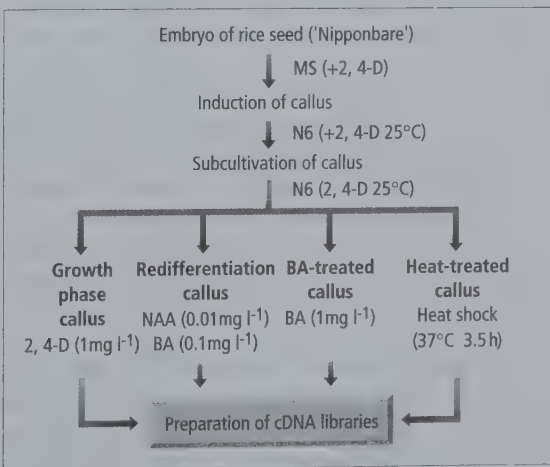 Embryo of rice seed ('Nipponbare')
MS (+2, 4-D)
Induction of callus
N6 (+2, 4-D 25°C)
Subcultivation of callus
N6 (2, 4-D 25°C)
Growth
phase
callus
2, 4-D (1mg l-1)
Redifferentiation
callus
NAA (0.01mg l-1)
BA (0.1mg l-1)
BA-treated
callus
BA (1mg l-1)
Heat-treated
callus
Heat shock
(37°C 3.5h)
Preparation of cDNA libraries